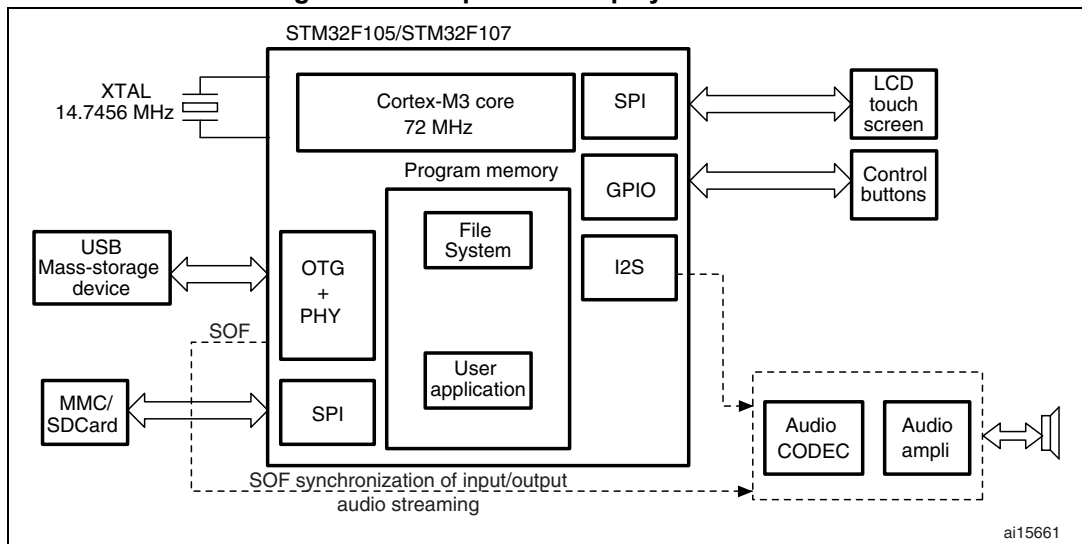 STM32F105/STM32F107
XTAL
14.7456 MHz
Cortex-M3 core
72 MHz
SPI
LCD
touch
screen
Program memory
GPIO
Control
buttons
File
System
USB
Mass-storage
device
OTG
+
PHY
I2S
SOF
User
application
MMC/
SDCard
SPI
Audio
CODEC
Audio
ampli
SOF synchronization of input/output
audio streaming
ai15661